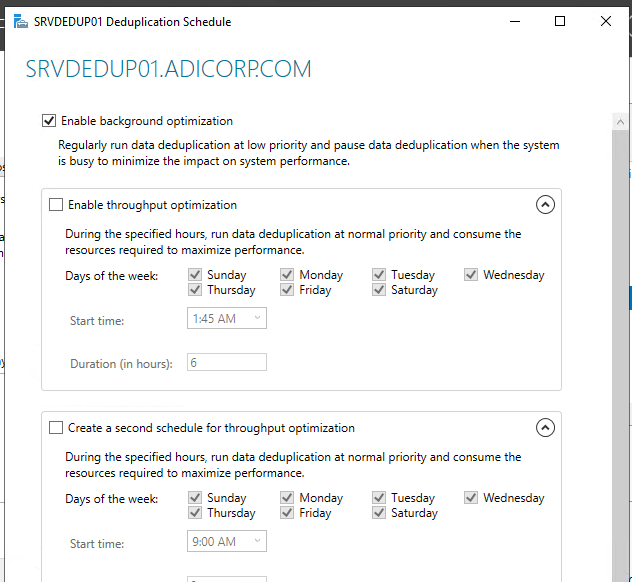 SRVDEDUP01 Deduplication Schedule
SRVDEDUP01.ADICORP.COM
Enable background optimization
Regularly run data deduplication at low priority and pause data deduplication when the system
is busy to minimize the impact on system performance.
Enable throughput optimization
During the specified hours, run data deduplication at normal priority and consume the
resources required to maximize performance.
Days of the week: Sunday Monday Tuesday Wednesday
Thursday Friday Saturday
Start time: 1:45 AM
Duration (in hours): 6
Create a second schedule for throughput optimization
During the specified hours, run data deduplication at normal priority and consume the
resources required to maximize performance.
Days of the week: Sunday Monday Tuesday Wednesday
Thursday Friday Saturday
Start time: 9:00 AM